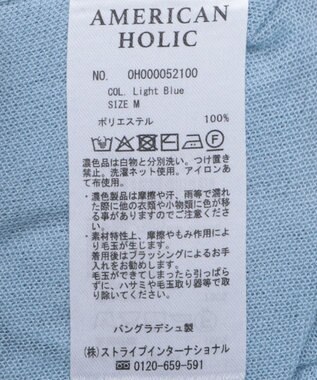 AMERICAN
HOLIC
NO. 0H000052100
COL. Light Blue
SIZE M
ポリエステル 100%
濃色品は白物と分別洗い。つけ置き
禁止。洗濯ネット使用。アイロンあ
て布使用。
・濃色製品は摩擦や汗、雨等で濡れ
た際に他の衣類や小物類に色が移
る事がありますのでご注意くださ
い。
・素材特性上、摩擦やもみ作用によ
り毛玉が生じます。
着用後はブラッシングによるお手
入れをお勧めします。
毛玉ができてしまったら引っぱら
ずに、ハサミや毛玉取り器等で取
り除いてください。
バングラデシュ製
(株)ストライプインターナショナル
☏ 0120-659-591